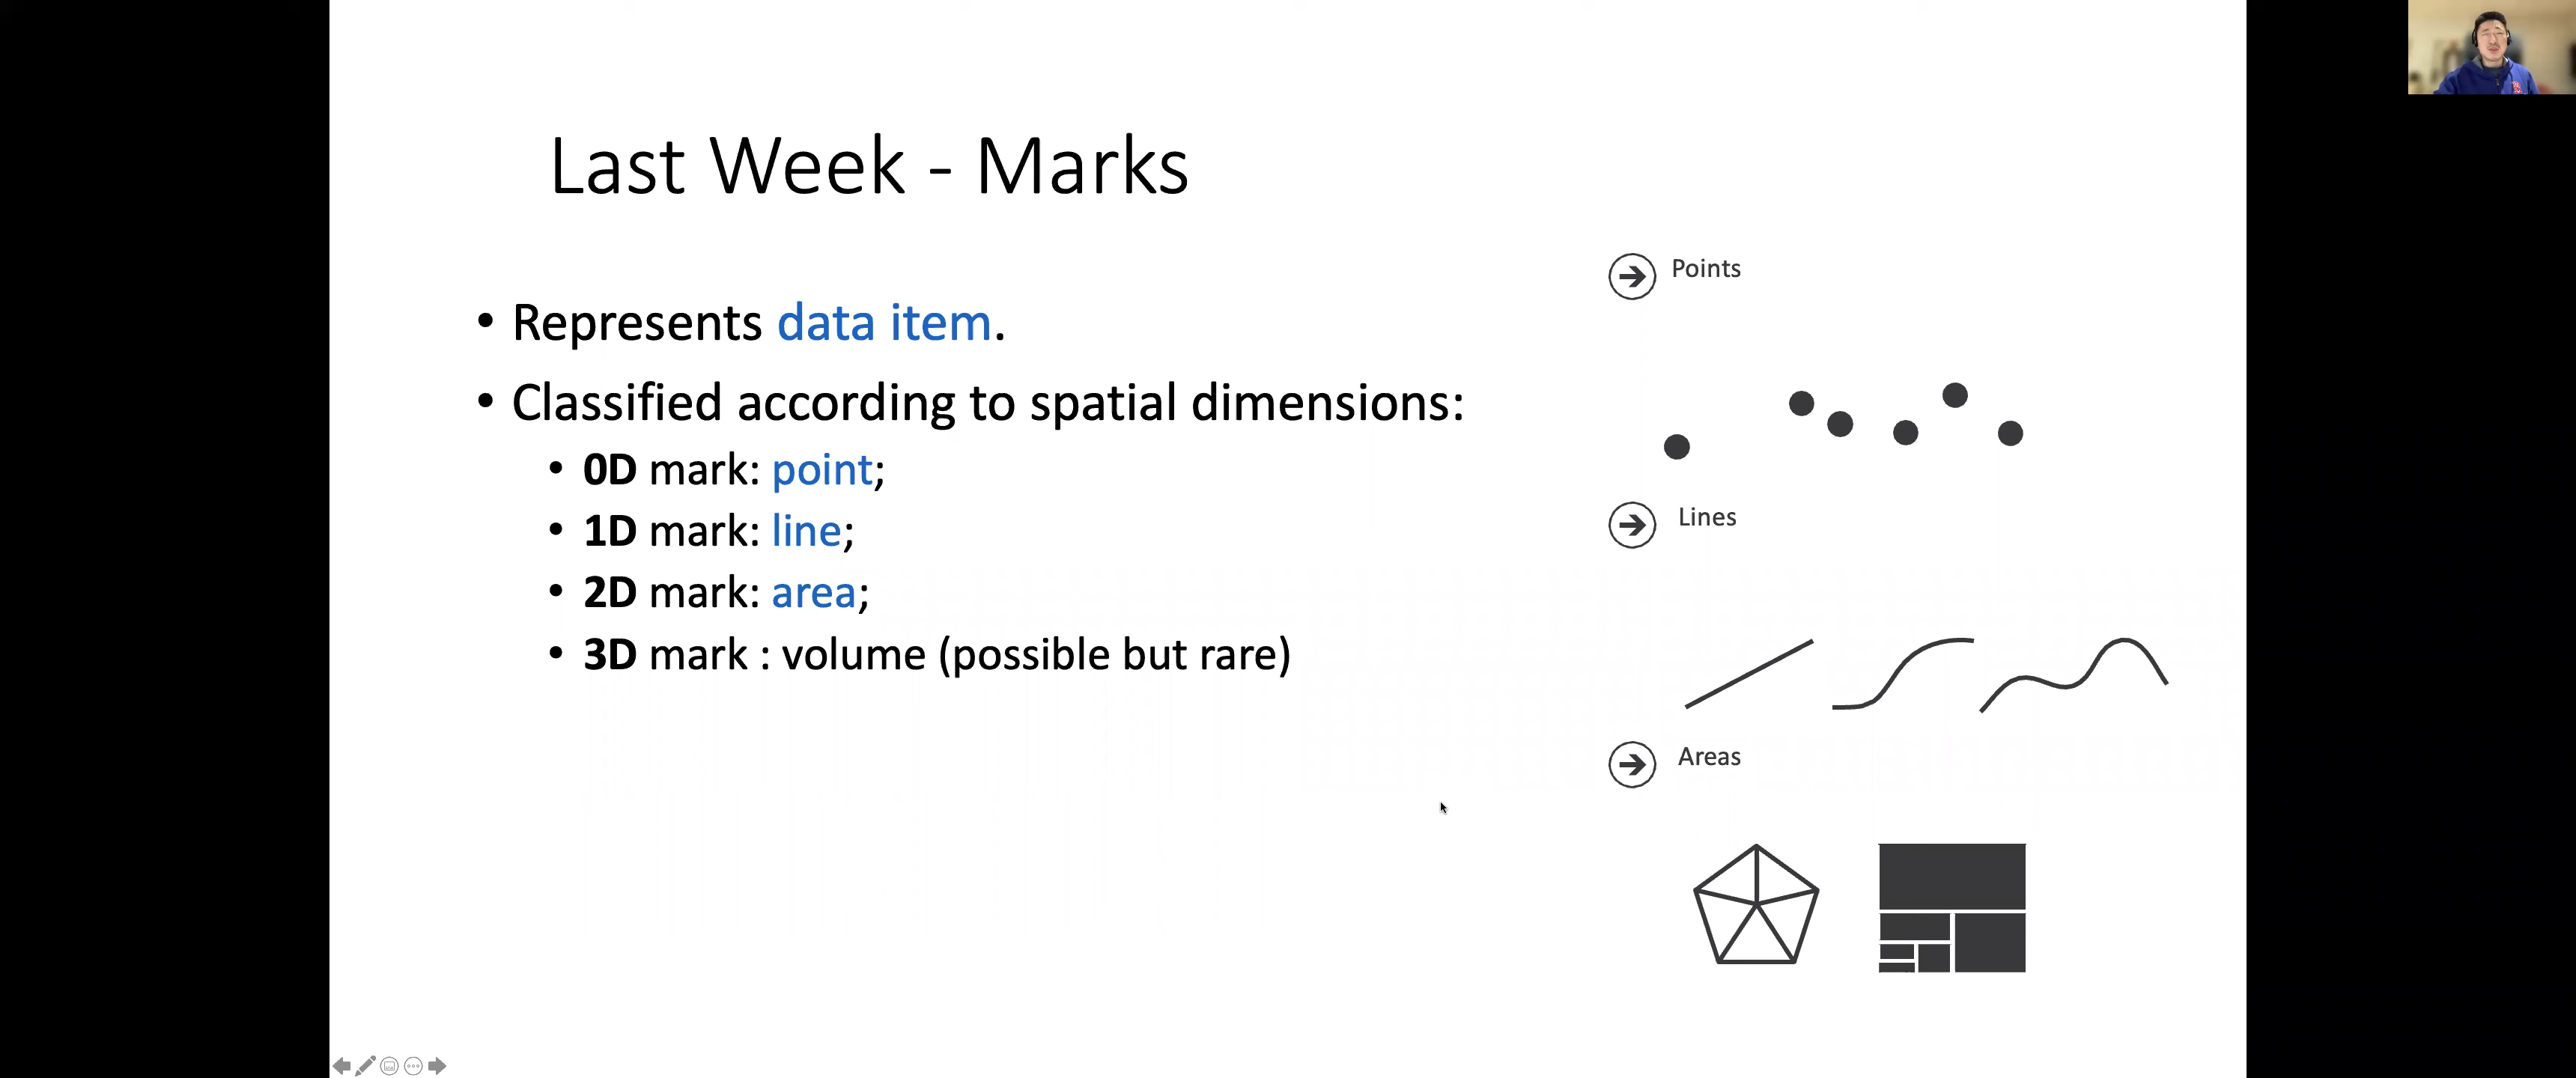 Last Week - Marks
• Represents data item.
• Classified according to spatial dimensions:
• 0D mark: point;
• 1D mark: line;
• 2D mark: area;
• 3D mark : volume (possible but rare)
Points
Lines
Areas